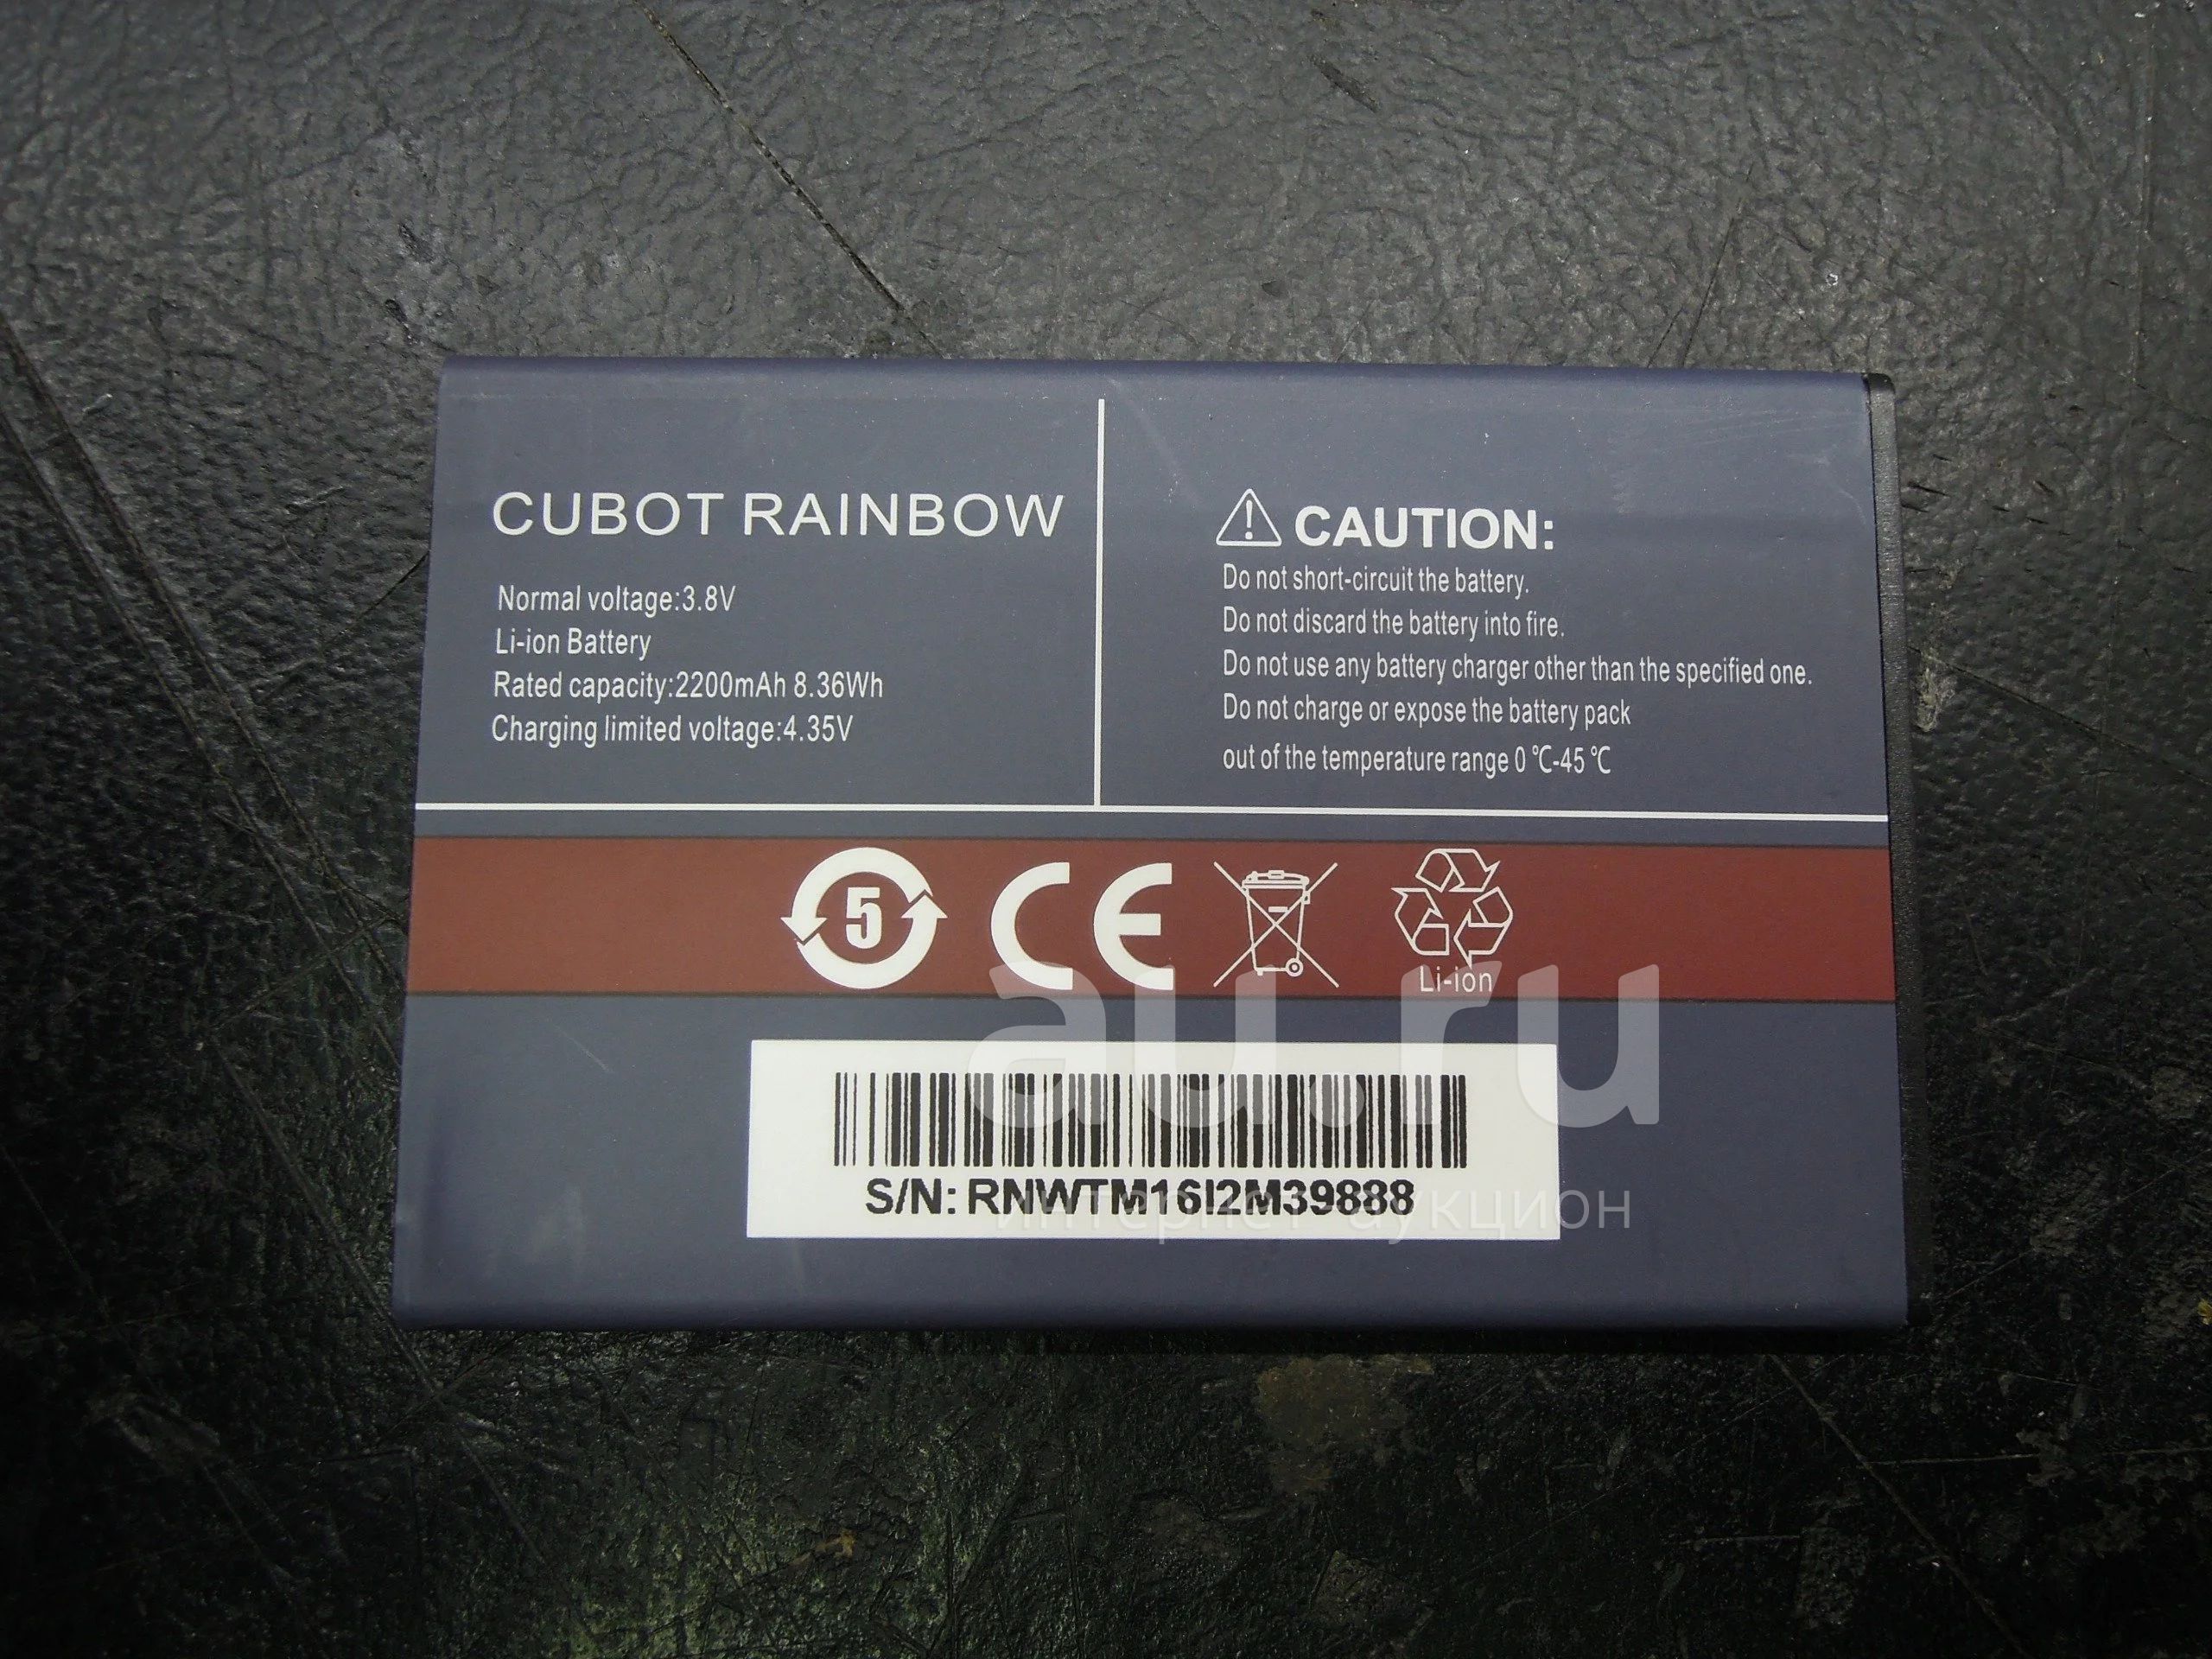 CUBOT RAINBOW
Normal voltage:3.8V
Li-ion Battery
Rated capacity:2200mAh 8.36Wh
Charging limited voltage:4.35V
CAUTION:
Do not short-circuit the battery.
Do not discard the battery into fire.
Do not use any battery charger other than the specified one.
Do not charge or expose the battery pack
out of the temperature range 0 ℃-45 ℃
5
CE
Li-ion
au.ru
S/N: RNWTM16I2M39888
интернет-аукцион